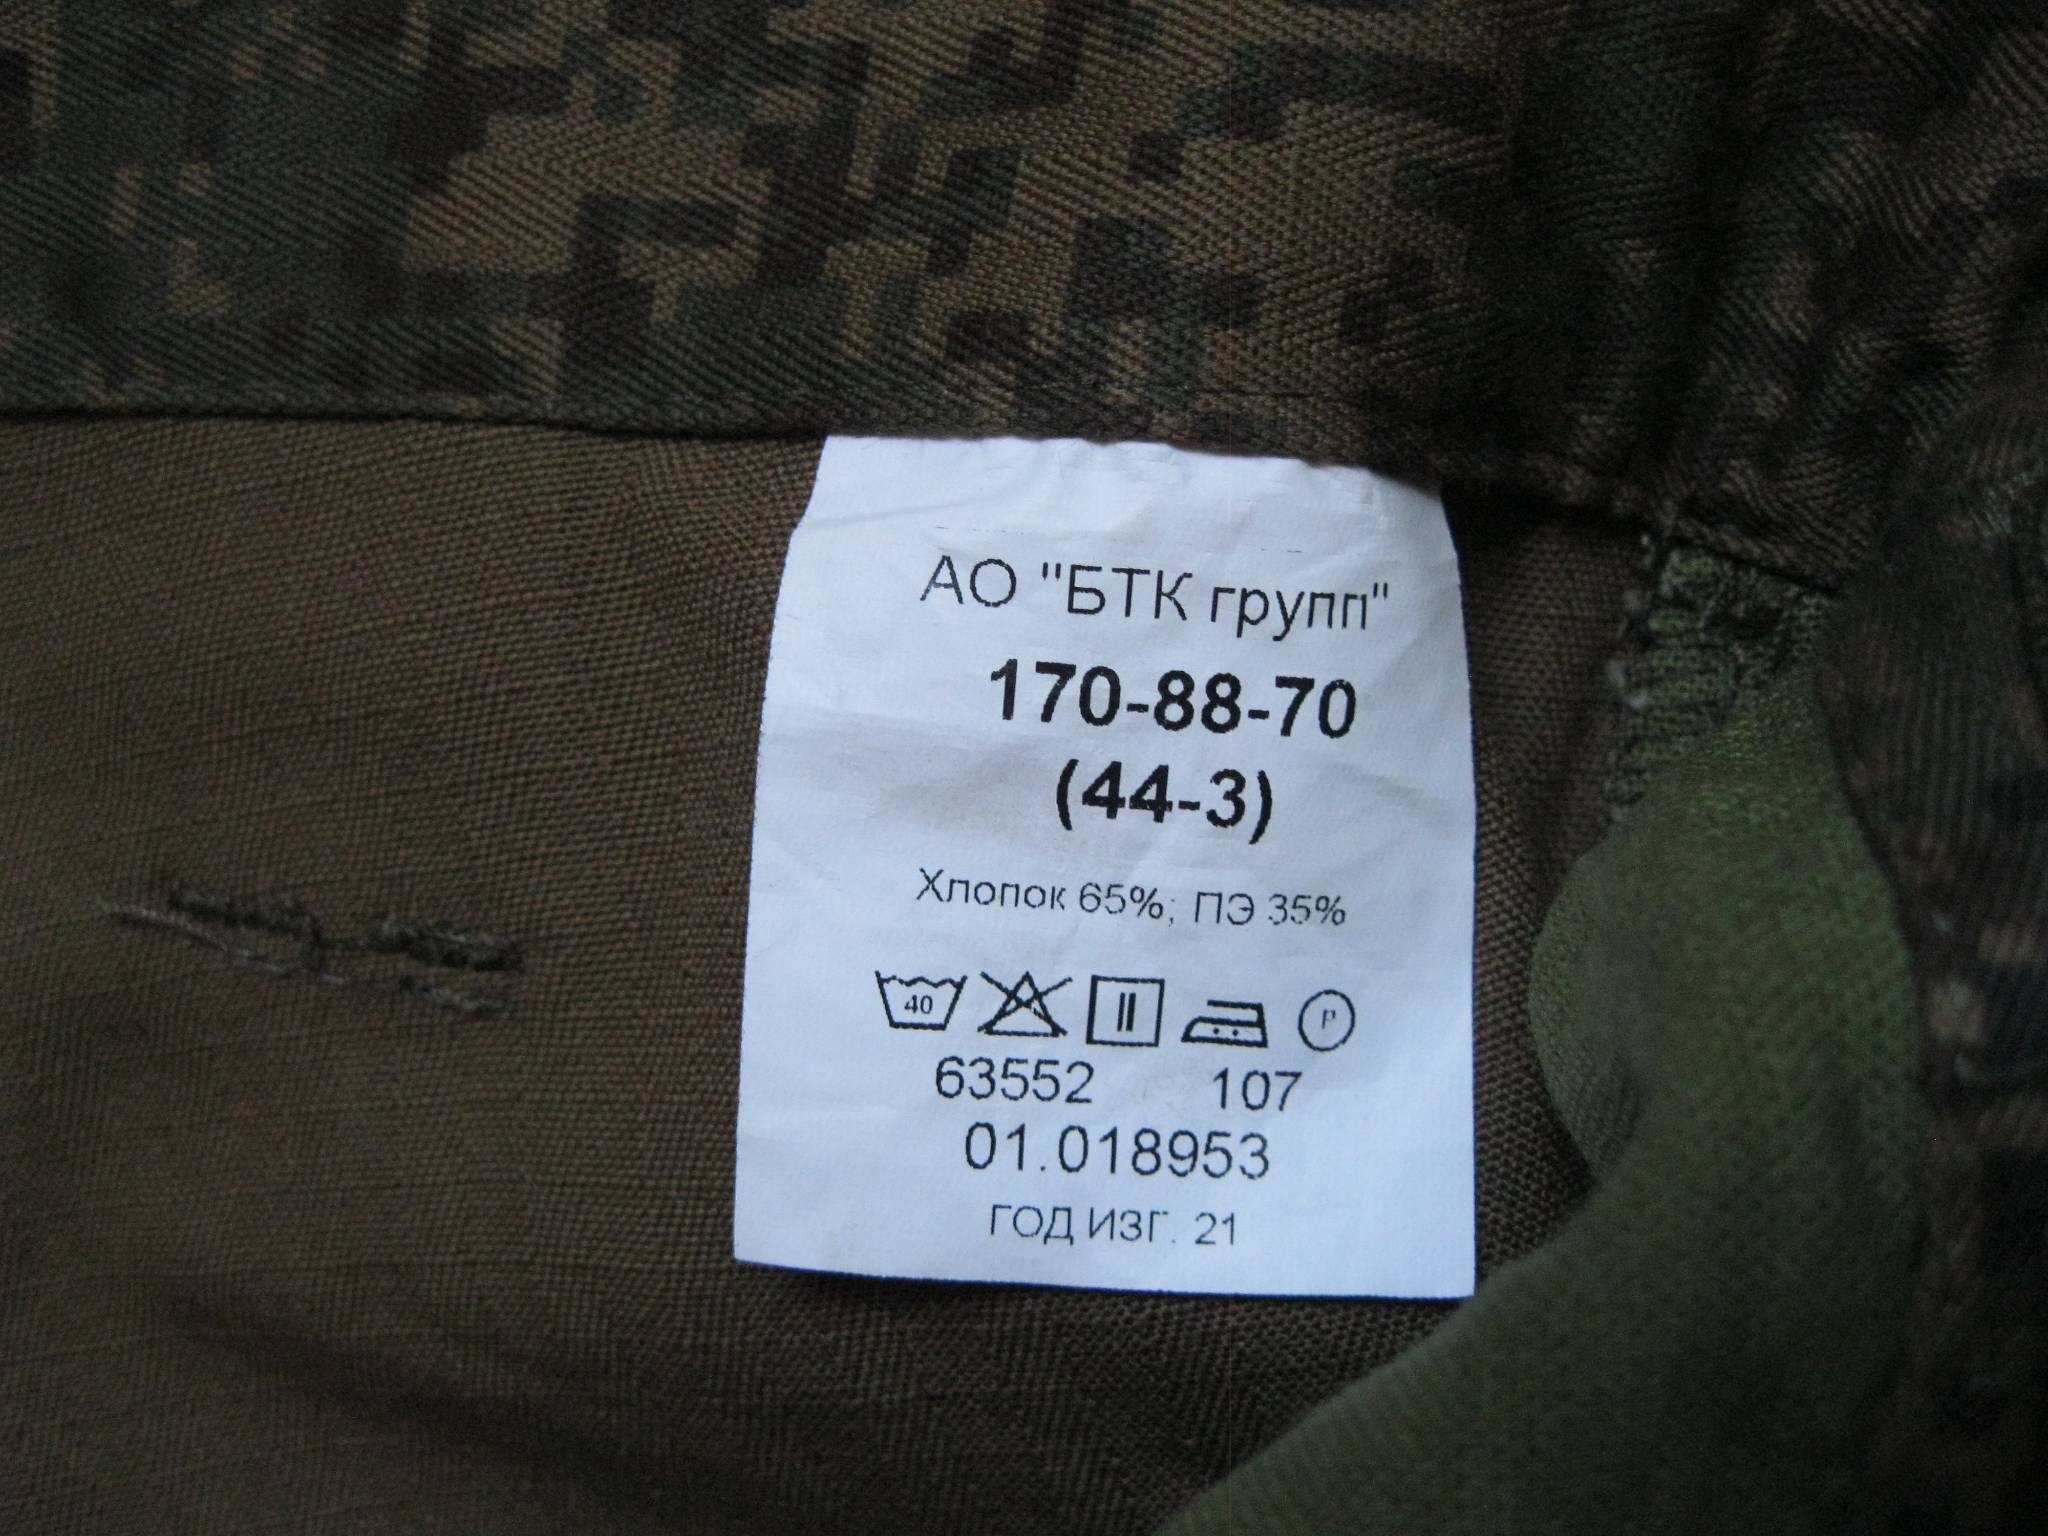 АО "БТК групп"
170-88-70
(44-3)
Хлопок 65%; ПЭ 35%
40 P
63552 107
01.018953
ГОД ИЗГ. 21